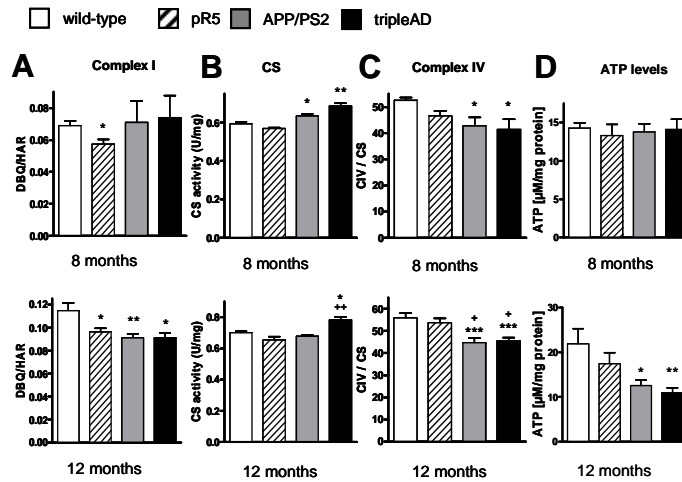 wild-type pR5 APP/PS2 tripleAD
A Complex I B CS C Complex IV D ATP levels
DBQ/HAR
0.08
0.06
0.04
0.02
0.00
*
8 months
CS activity (U/mg)
0.6
0.4
0.2
0.0
* **
8 months
CIV / CS
50
40
30
20
10
0
* *
8 months
ATP [µM/mg protein]
15
10
5
0
8 months
DBQ/HAR
0.12
0.10
0.08
0.06
0.04
0.02
0.00
* ** *
12 months
CS activity (U/mg)
0.8
0.6
0.4
0.2
0.0
*
++
12 months
CIV / CS
60
50
40
30
20
10
0
+ +
*** ***
12 months
ATP [µM/mg protein]
30
20
10
0
* **
12 months